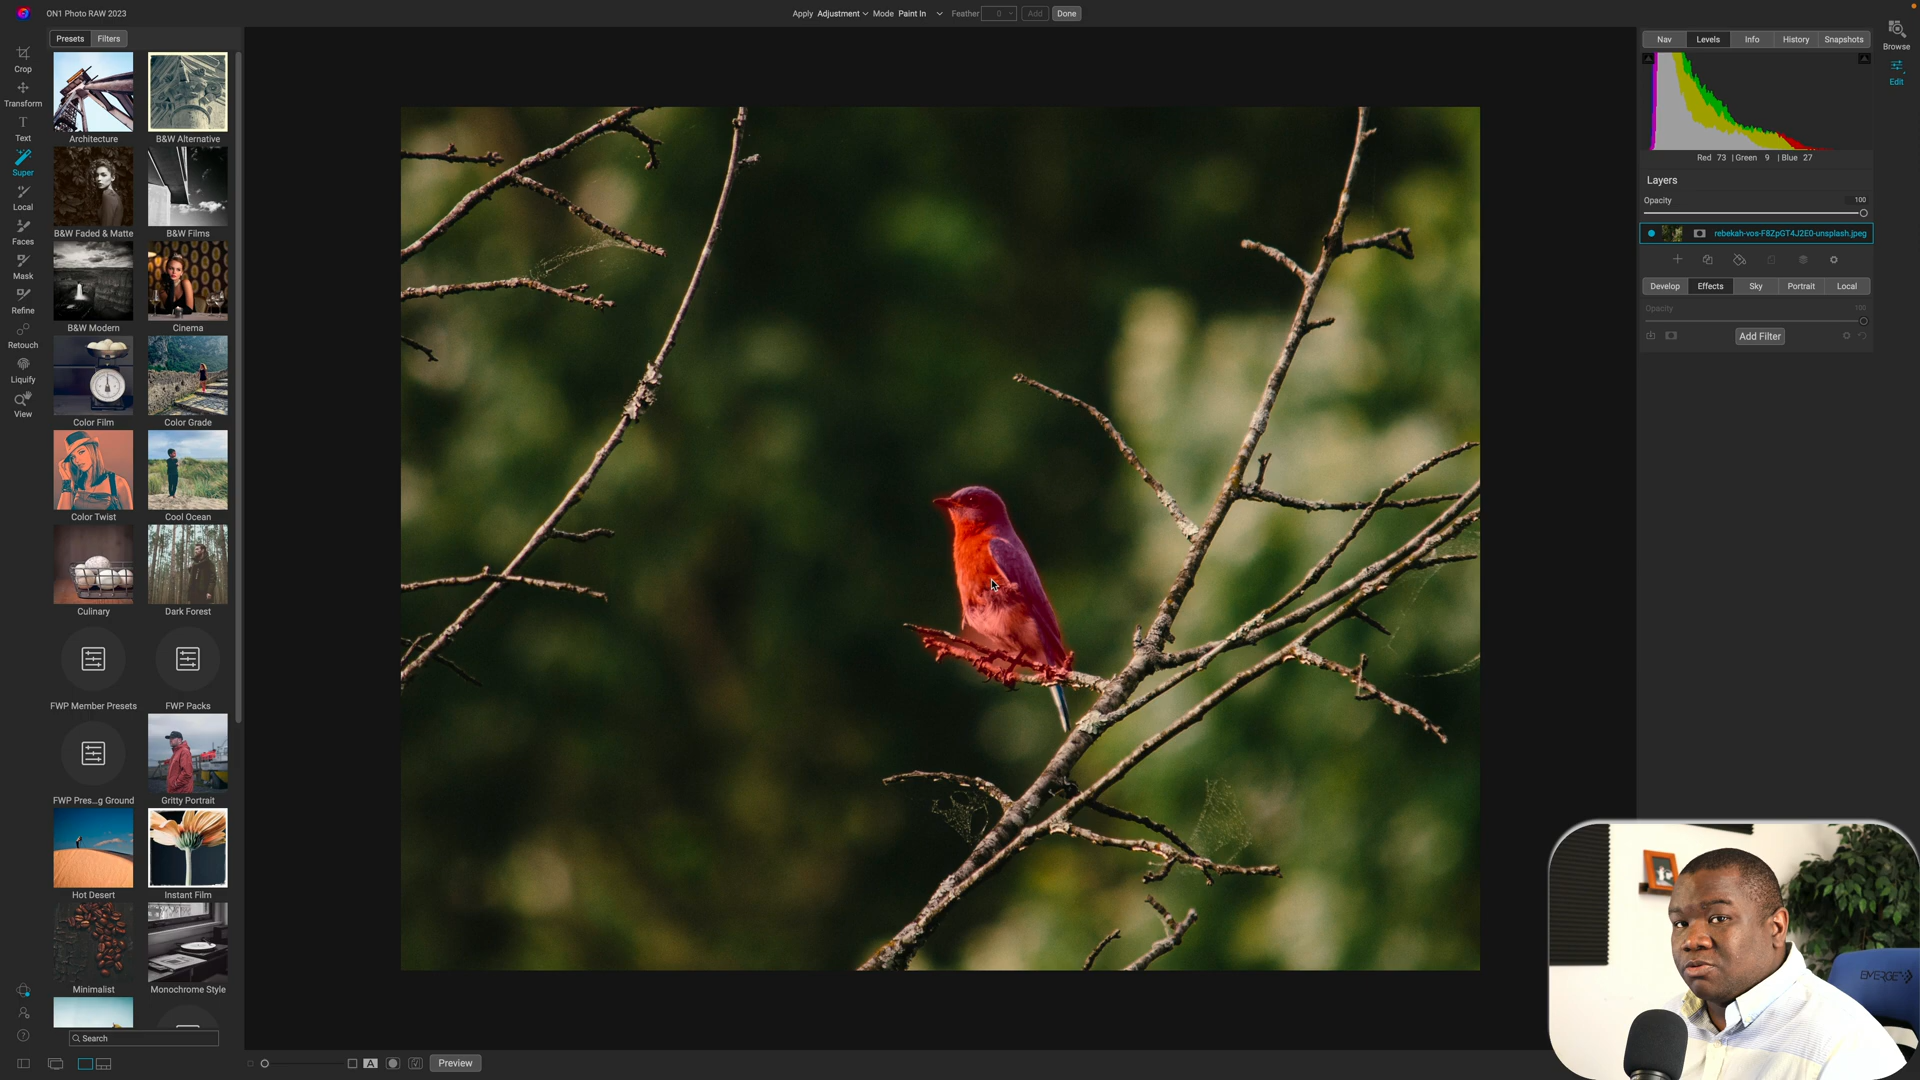 ON1 Photo RAW 2023
Apply Adjustment Mode Paint In Feather 0 Add Done
Presets Filters
Nav Levels Info History Snapshots
Browse
Edit
Crop
Transform
Text
Super
Local
Faces
Mask
Refine
Retouch
Liquify
View
Architecture B&W Alternative
B&W Faded & Matte B&W Films
B&W Modern Cinema
Color Film Color Grade
Color Twist Cool Ocean
Culinary Dark Forest
FWP Member Presets FWP Packs
FWP Pres...g Ground Gritty Portrait
Hot Desert Instant Film
Minimalist Monochrome Style
Search
A Preview
Red 73 | Green 9 | Blue 27
Layers
Opacity 100
rebekah-vos-F8ZpGT4J2E0-unsplash.jpeg
Develop Effects Sky Portrait Local
Opacity 100
Add Filter
EMERGE